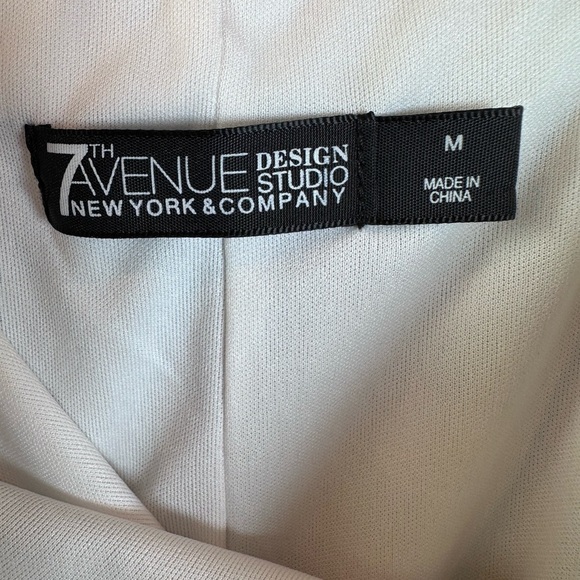 7TH AVENUE DESIGN STUDIO
NEW YORK & COMPANY
M
MADE IN
CHINA